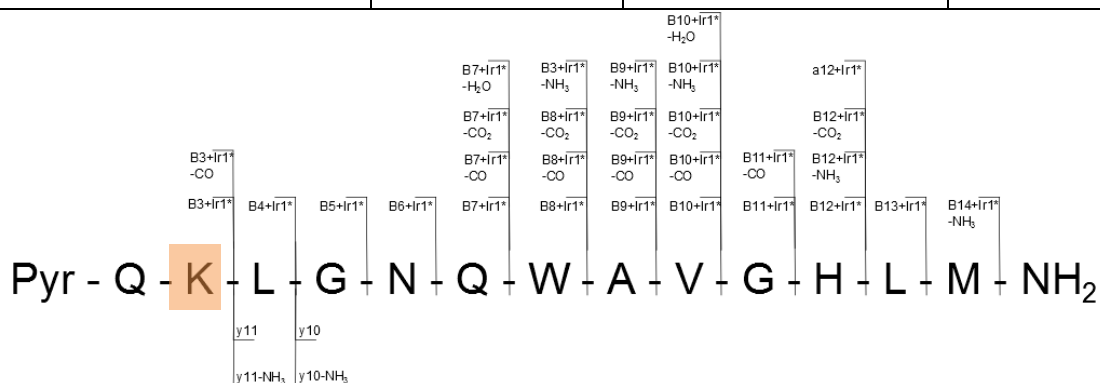 B10+Ir1*
-H₂O
B7+Ir1* B3+Ir1* B9+Ir1* B10+Ir1* a12+Ir1*
-H₂O -NH₃ -NH₃ -NH₃
B7+Ir1* B8+Ir1* B9+Ir1* B10+Ir1* B12+Ir1*
-CO₂ -CO₂ -CO₂ -CO₂ -CO₂
B3+Ir1* B7+Ir1* B8+Ir1* B9+Ir1* B10+Ir1* B11+Ir1* B12+Ir1*
-CO -CO -CO -CO -CO -CO -NH₃
B3+Ir1* B4+Ir1* B5+Ir1* B6+Ir1* B7+Ir1* B8+Ir1* B9+Ir1* B10+Ir1* B11+Ir1* B12+Ir1* B13+Ir1* B14+Ir1*
-NH₃
Pyr - Q - K - L - G - N - Q - W - A - V - G - H - L - M - NH₂
y11 y10
y11-NH₃ y10-NH₃